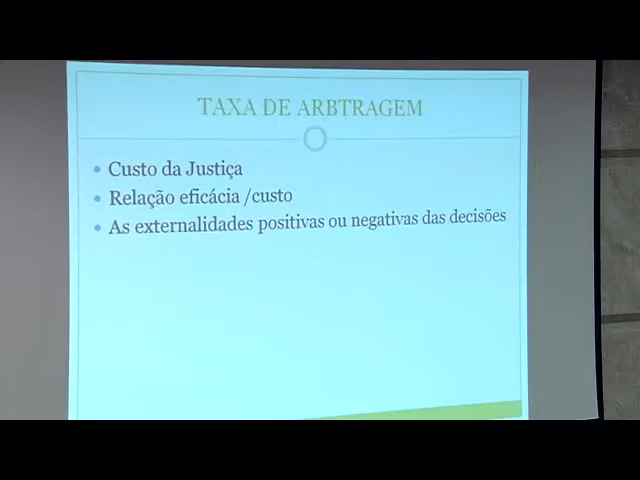 TAXA DE ARBTRAGEM
• Custo da Justiça
• Relação eficácia /custo
• As externalidades positivas ou negativas das decisões